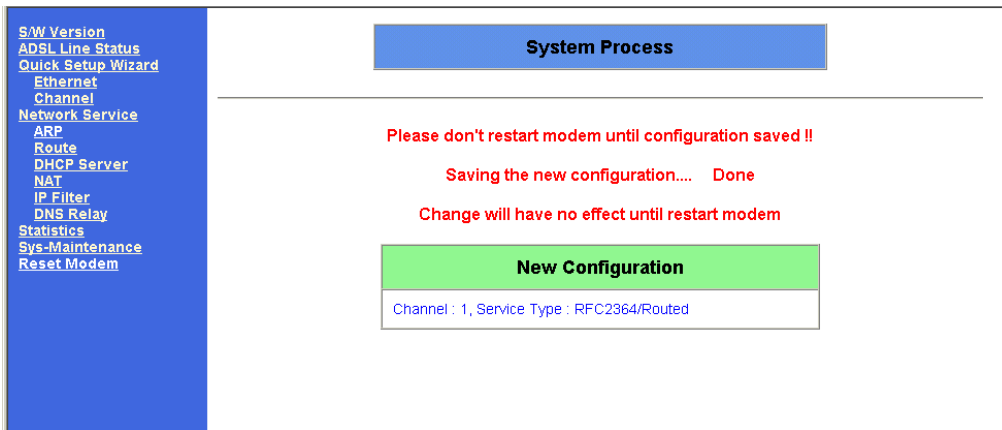 S/W Version
ADSL Line Status
Quick Setup Wizard
Ethernet
Channel
Network Service
ARP
Route
DHCP Server
NAT
IP Filter
DNS Relay
Statistics
Sys-Maintenance
Reset Modem
System Process
Please don't restart modem until configuration saved !!
Saving the new configuration.... Done
Change will have no effect until restart modem
New Configuration
Channel : 1, Service Type : RFC2364/Routed